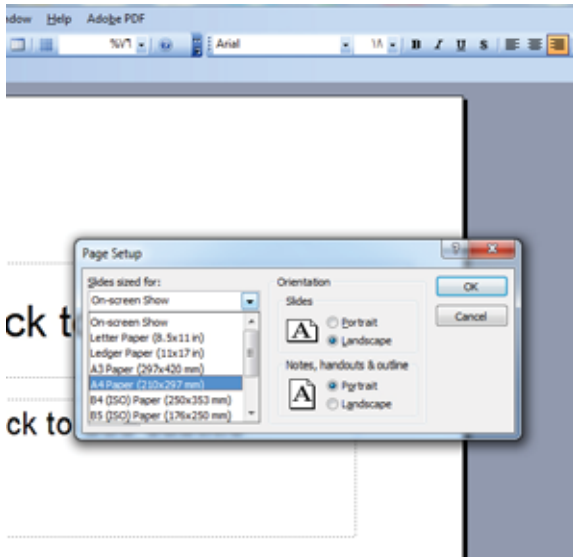 ndow Help Adobe PDF
%٧٦ Arial ١٨ B I U S
Page Setup
Slides sized for:
On-screen Show
On-screen Show
Letter Paper (8.5x11 in)
Ledger Paper (11x17 in)
A3 Paper (297x420 mm)
A4 Paper (210x297 mm)
B4 (ISO) Paper (250x353 mm)
B5 (ISO) Paper (176x250 mm)
Orientation
Slides
A
Portrait
Landscape
Notes, handouts & outline
A
Portrait
Landscape
OK
Cancel
ck t
ck to